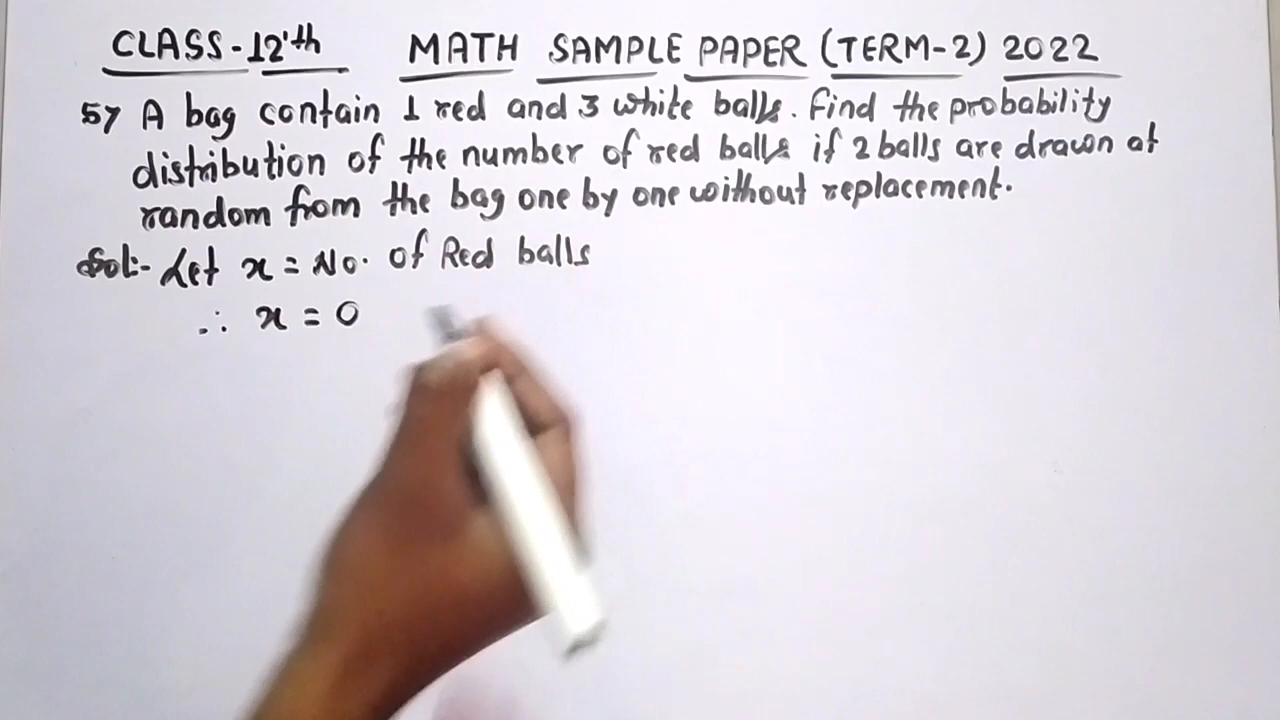 CLASS-12'th MATH SAMPLE PAPER (TERM-2) 2022
5> A bag contain 1 red and 3 white balls. Find the probability
distribution of the number of red balls if 2 balls are drawn at
random from the bag one by one without replacement.
Sol:- Let x = No. of Red balls
∴ x = 0